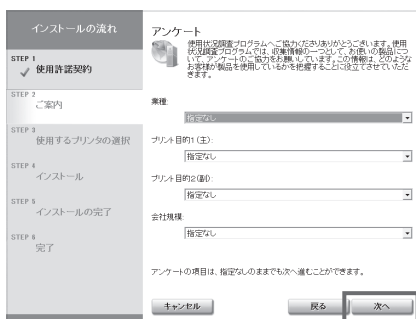 インストールの流れ
STEP 1
使用許諾契約
STEP 2
ご案内
STEP 3
使用するプリンタの選択
STEP 4
インストール
STEP 5
インストールの完了
STEP 6
完了
アンケート
使用状況調査プログラムへご協力くださりありがとうございます。使用
状況調査プログラムでは、収集情報の一つとして、お使いの製品につ
いて、アンケートのご協力をお願いしています。この情報は、どのような
お客様が製品を使用しているかを把握することに役立てさせていただ
きます。
業種:
指定なし
プリント目的1（主）:
指定なし
プリント目的2（副）:
指定なし
会社規模:
指定なし
アンケートの項目は、指定なしのままでも次へ進むことができます。
キャンセル
戻る
次へ